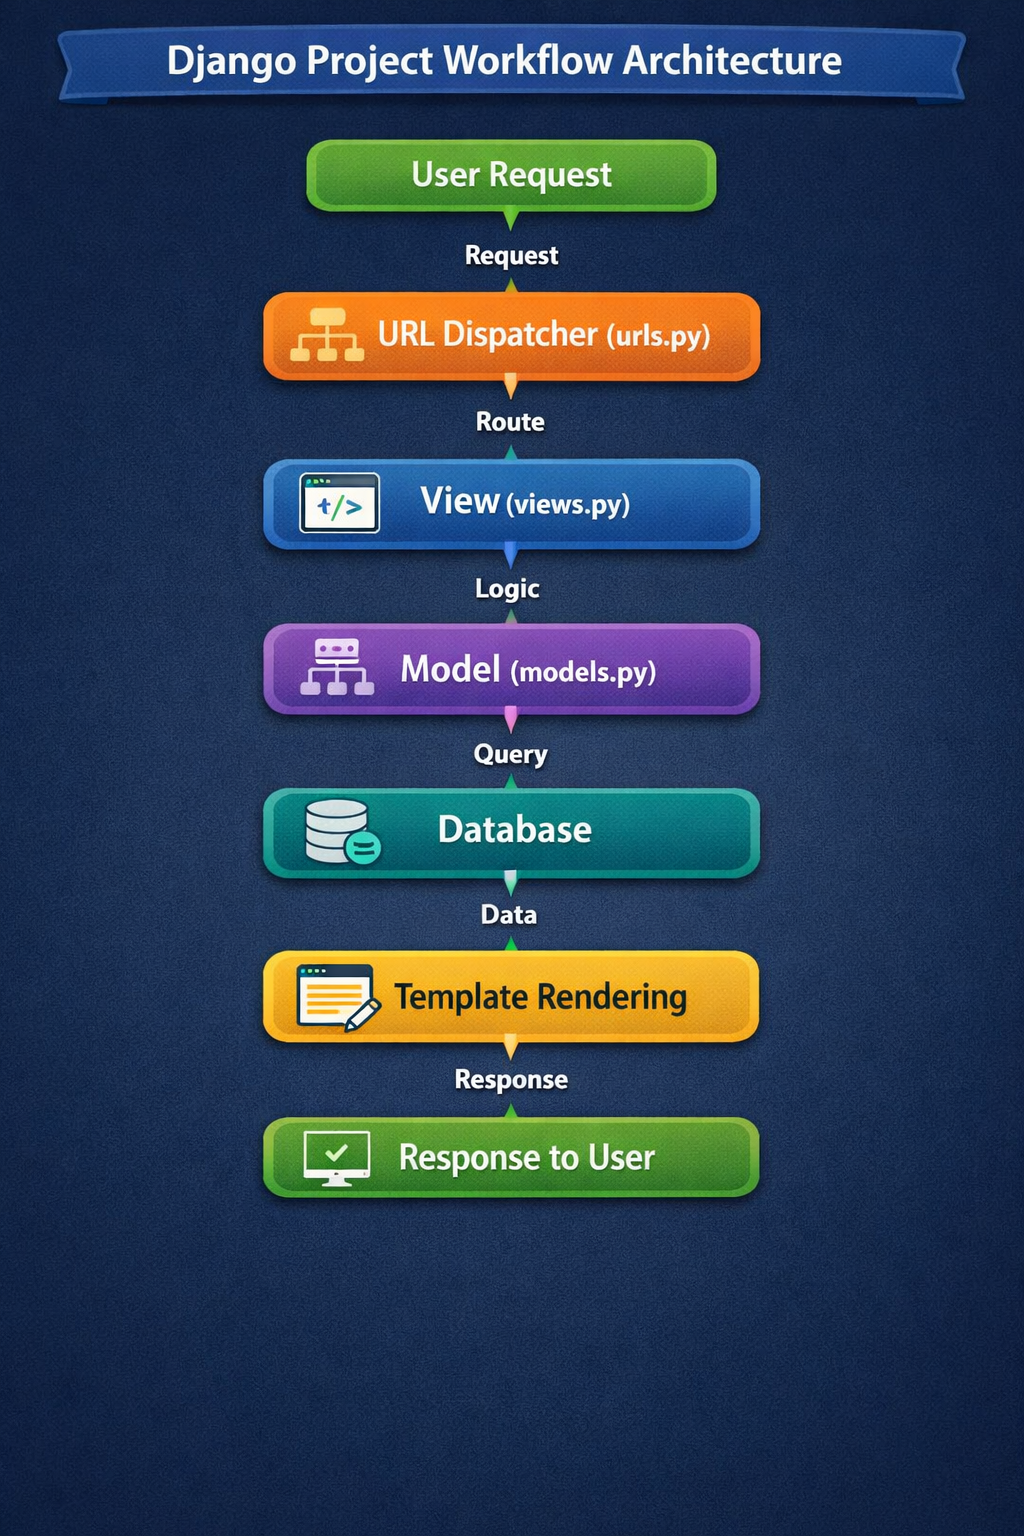 Django Project Workflow Architecture
User Request
Request
URL Dispatcher (urls.py)
Route
t/>
View (views.py)
Logic
Model (models.py)
Query
Database
Data
Template Rendering
Response
Response to User